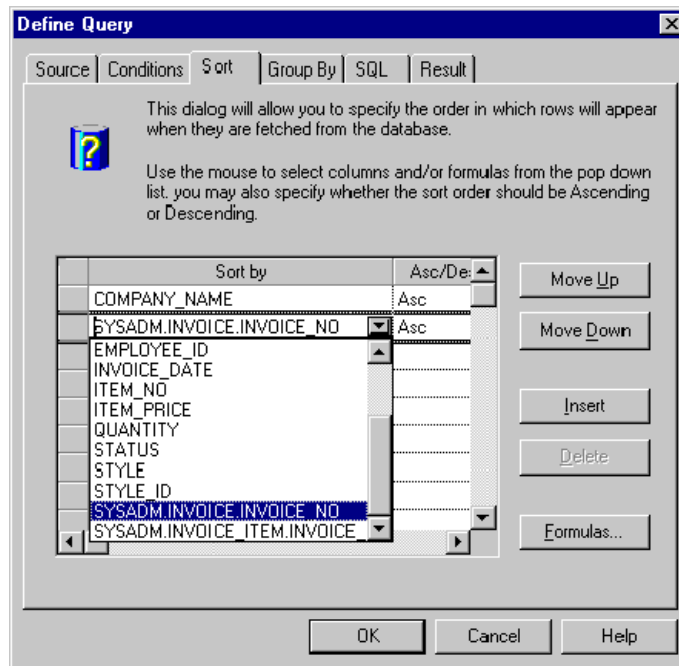 Define Query
Source Conditions Sort Group By SQL Result
This dialog will allow you to specify the order in which rows will appear
when they are fetched from the database.
Use the mouse to select columns and/or formulas from the pop down
list. you may also specify whether the sort order should be Ascending
or Descending.
Sort by Asc/De:
COMPANY_NAME Asc
SYSADM.INVOICE.INVOICE_NO Asc
EMPLOYEE_ID
INVOICE_DATE
ITEM_NO
ITEM_PRICE
QUANTITY
STATUS
STYLE
STYLE_ID
SYSADM.INVOICE.INVOICE_NO
SYSADM.INVOICE_ITEM.INVOICE_
Move Up
Move Down
Insert
Delete
Formulas...
OK Cancel Help